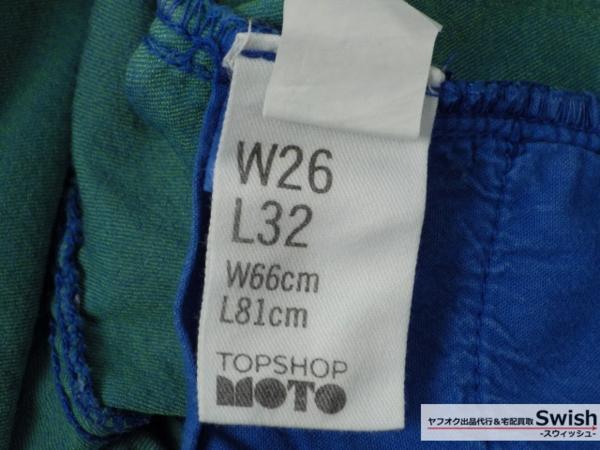 W26
L32
W66cm
L81cm
TOPSHOP
MOTO
ヤフオク出品代行&宅配買取 Swish
-スウィッシュ-